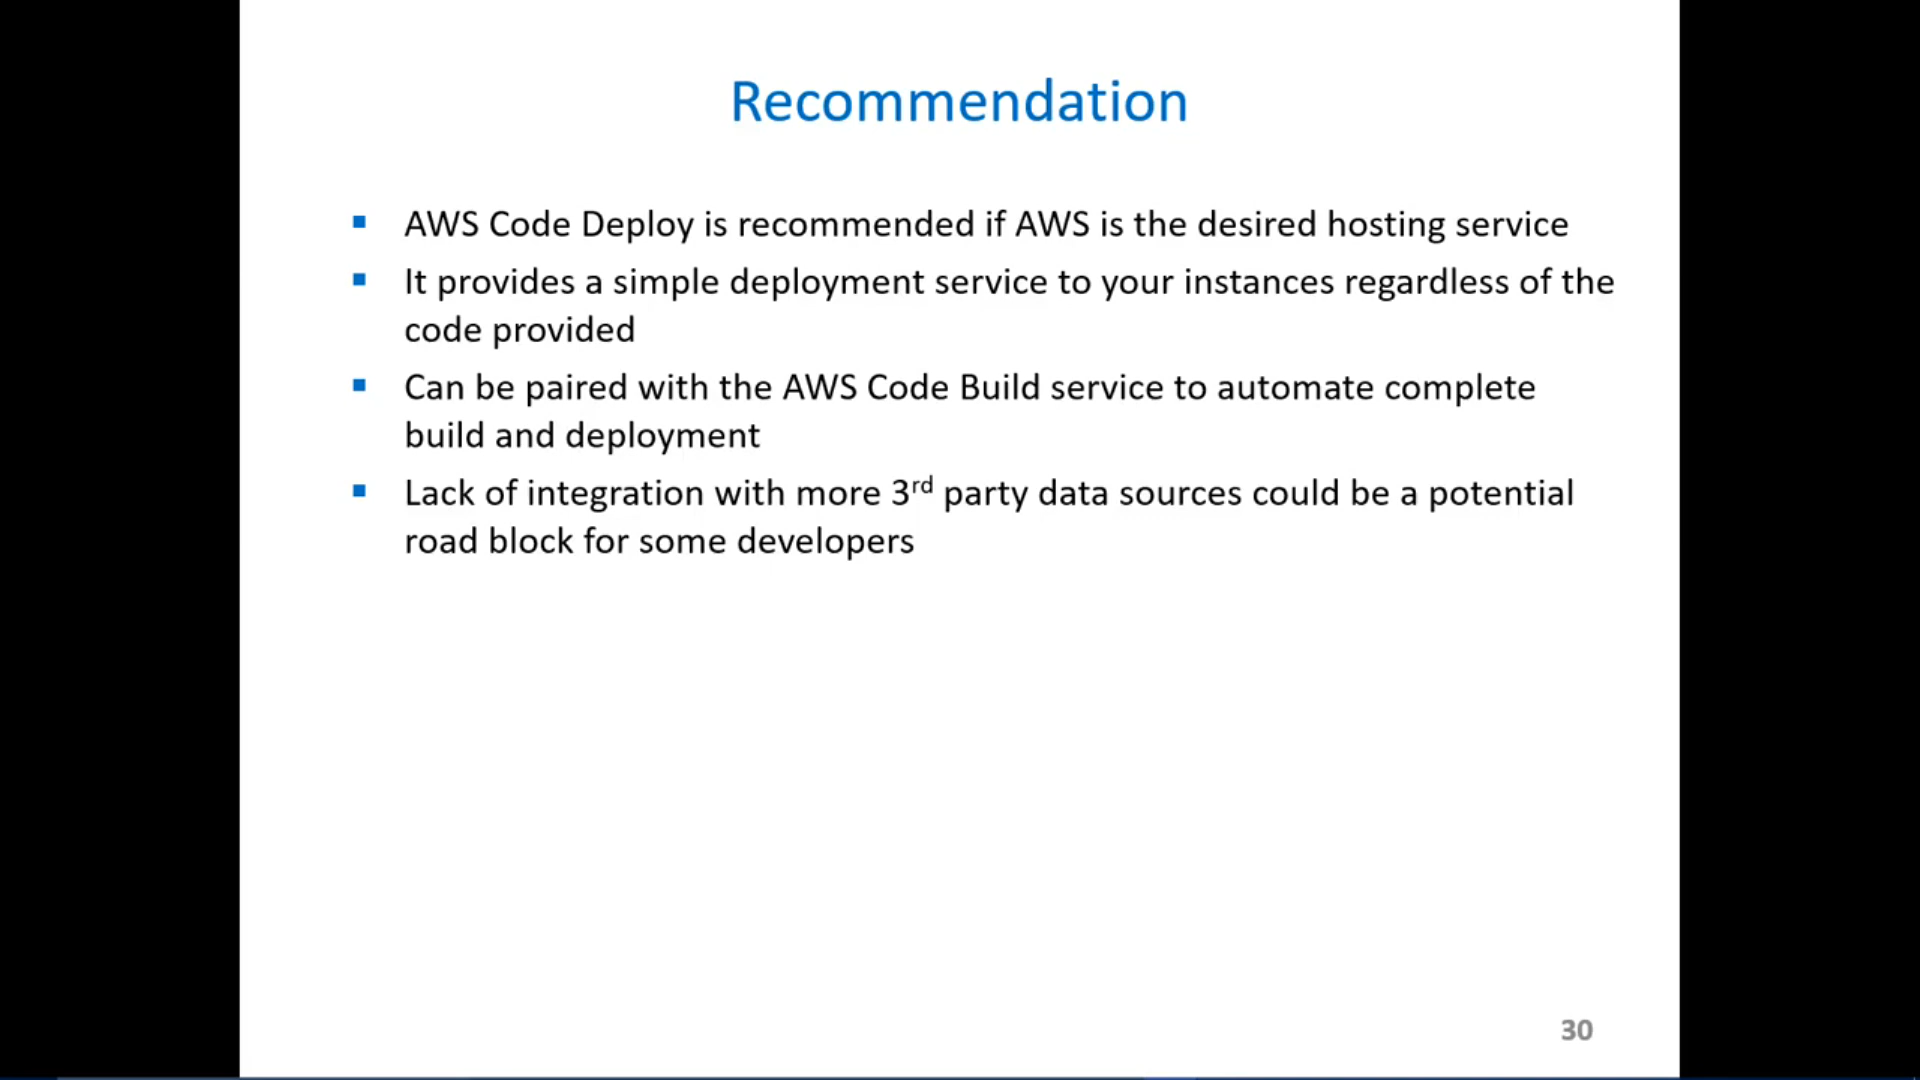 Recommendation
▪ AWS Code Deploy is recommended if AWS is the desired hosting service
▪ It provides a simple deployment service to your instances regardless of the
code provided
▪ Can be paired with the AWS Code Build service to automate complete
build and deployment
▪ Lack of integration with more 3rd party data sources could be a potential
road block for some developers
30